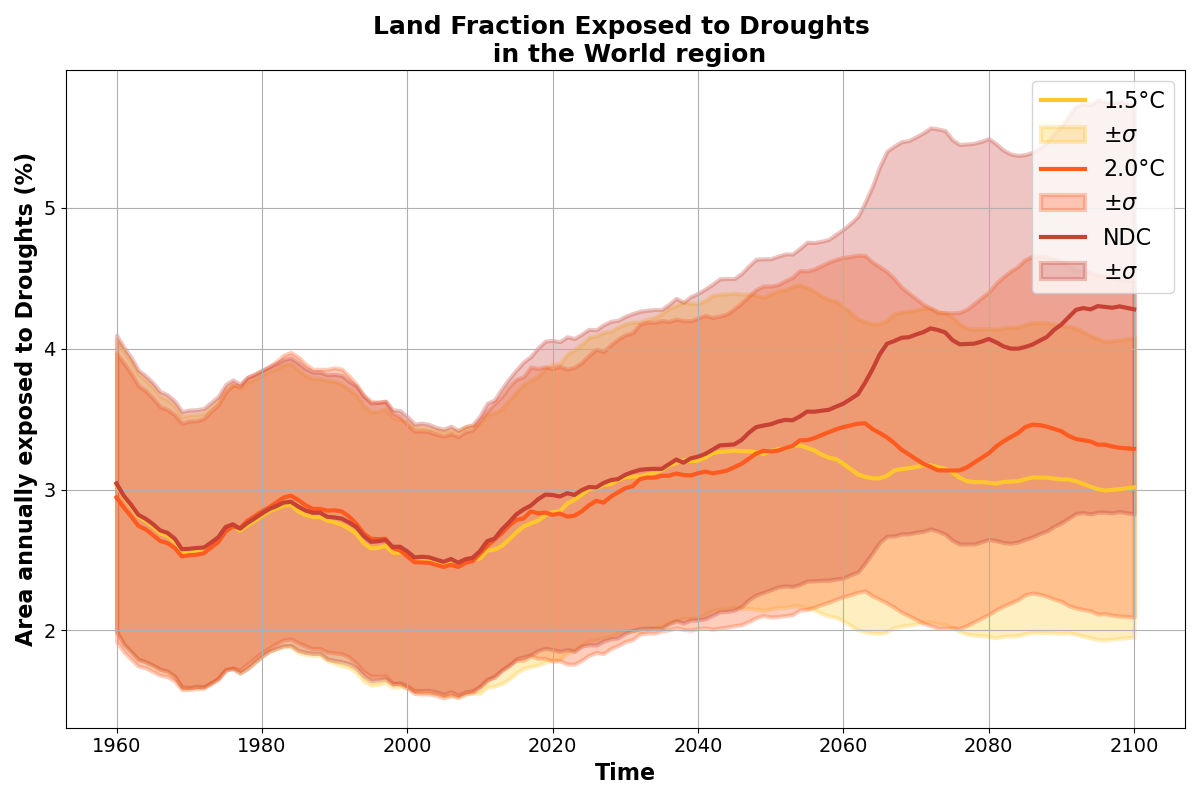 Land Fraction Exposed to Droughts
in the World region
Area annually exposed to Droughts (%)
5
4
3
2
1960 1980 2000 2020 2040 2060 2080 2100
Time
1.5°C
±σ
2.0°C
±σ
NDC
±σ